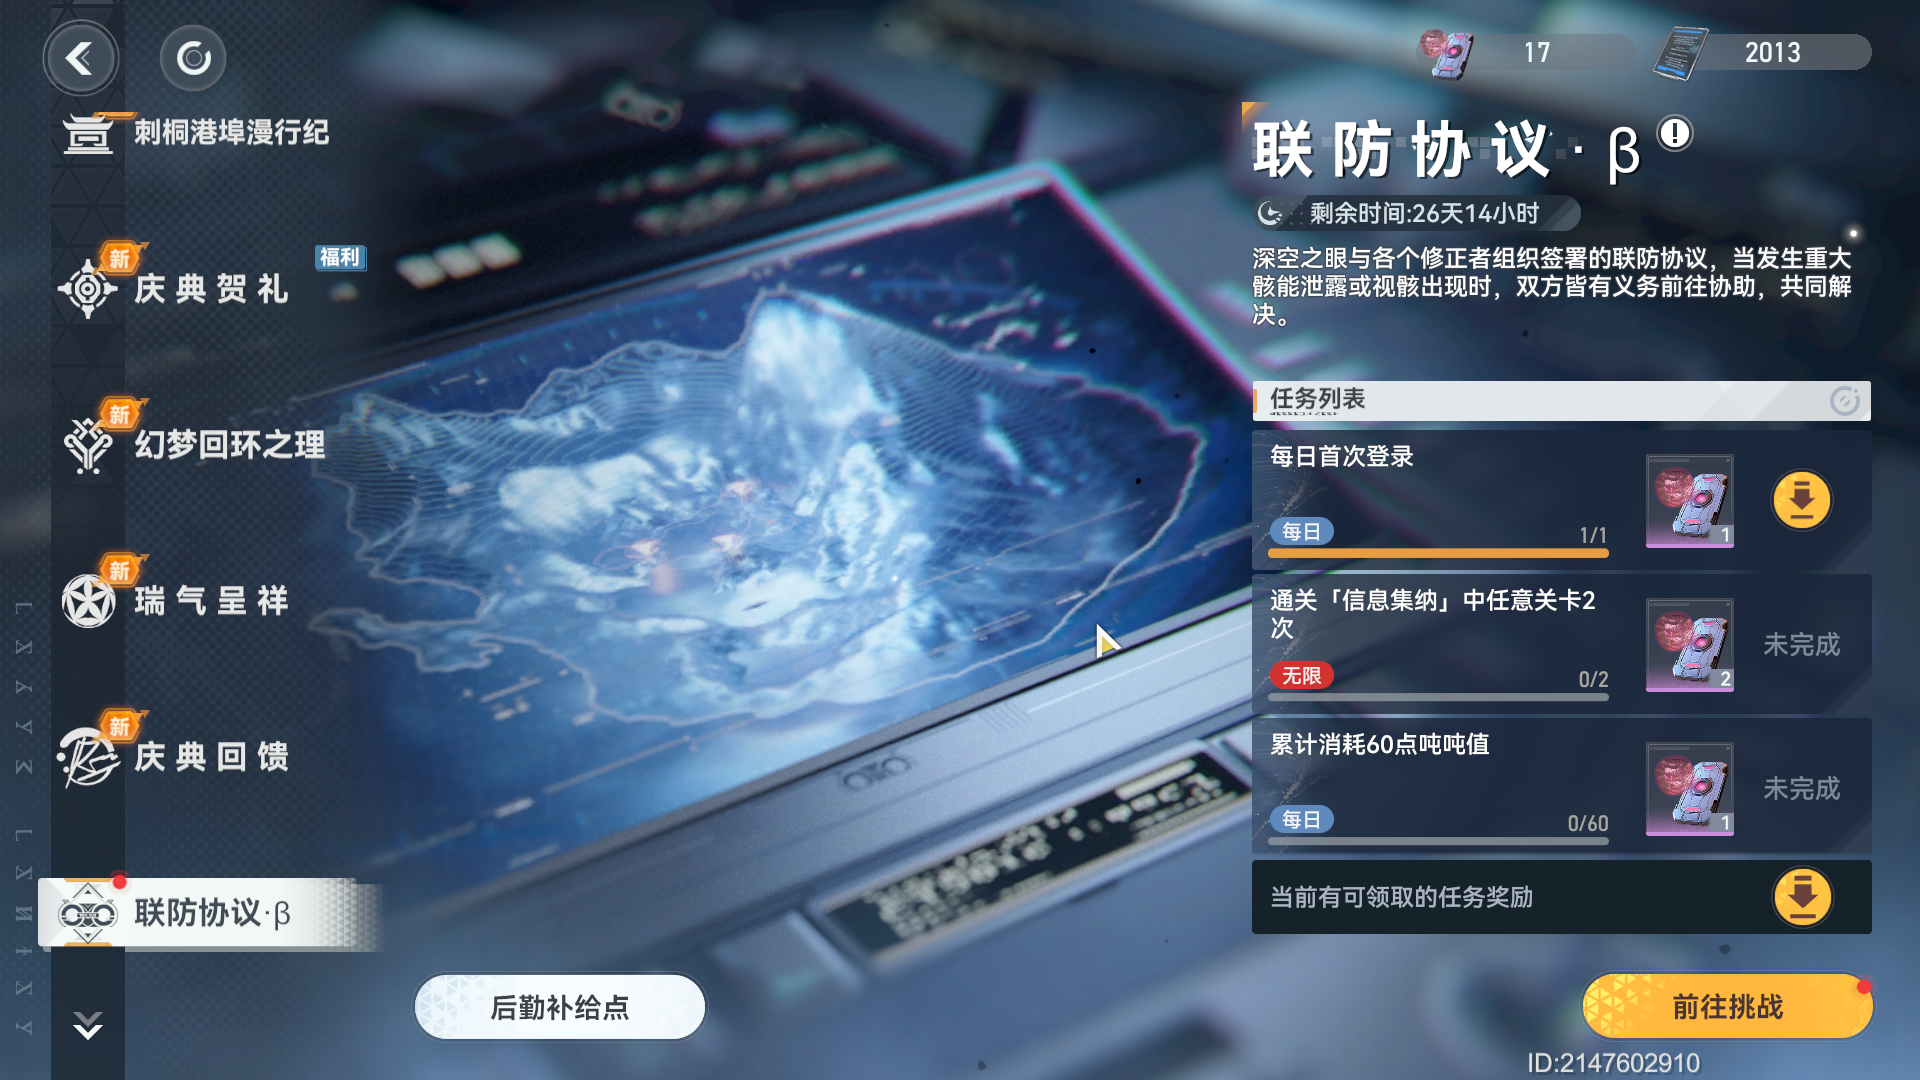 17
2013
刺桐港埠漫行纪
新
庆典贺礼
福利
新
幻梦回环之理
新
瑞气呈祥
新
庆典回馈
联防协议·β
联防协议·β
剩余时间:26天14小时
深空之眼与各个修正者组织签署的联防协议，当发生重大
骸能泄露或视骸出现时，双方皆有义务前往协助，共同解
决。
任务列表
每日首次登录
每日
1/1
1
通关「信息集纳」中任意关卡2
次
无限
0/2
2
未完成
累计消耗60点吨吨值
每日
0/60
1
未完成
当前有可领取的任务奖励
后勤补给点
前往挑战
ID:2147602910